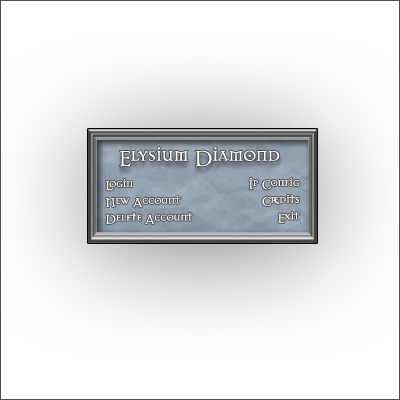 Elysium Diamond
Login
New Account
Delete Account
Ip Config
Credits
Exit